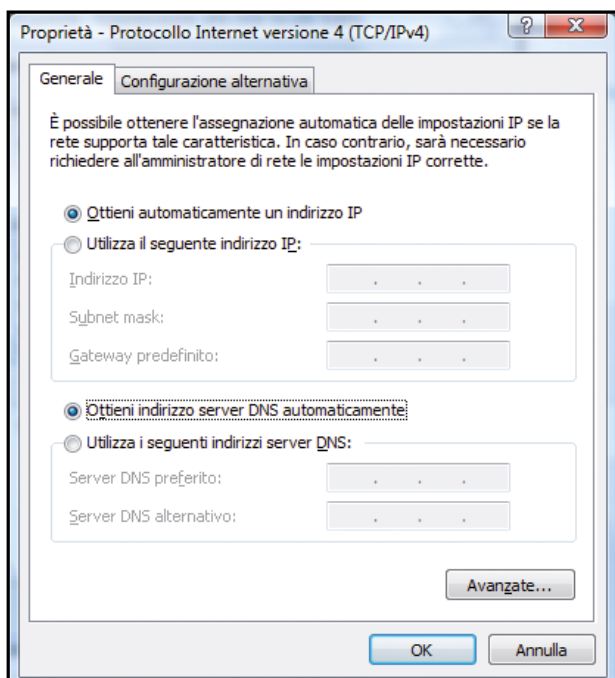 Proprietà - Protocollo Internet versione 4 (TCP/IPv4)
Generale
Configurazione alternativa
È possibile ottenere l'assegnazione automatica delle impostazioni IP se la
rete supporta tale caratteristica. In caso contrario, sarà necessario
richiedere all'amministratore di rete le impostazioni IP corrette.
Ottieni automaticamente un indirizzo IP
Utilizza il seguente indirizzo IP:
Indirizzo IP:
Subnet mask:
Gateway predefinito:
Ottieni indirizzo server DNS automaticamente
Utilizza i seguenti indirizzi server DNS:
Server DNS preferito:
Server DNS alternativo:
Avanzate...
OK
Annulla